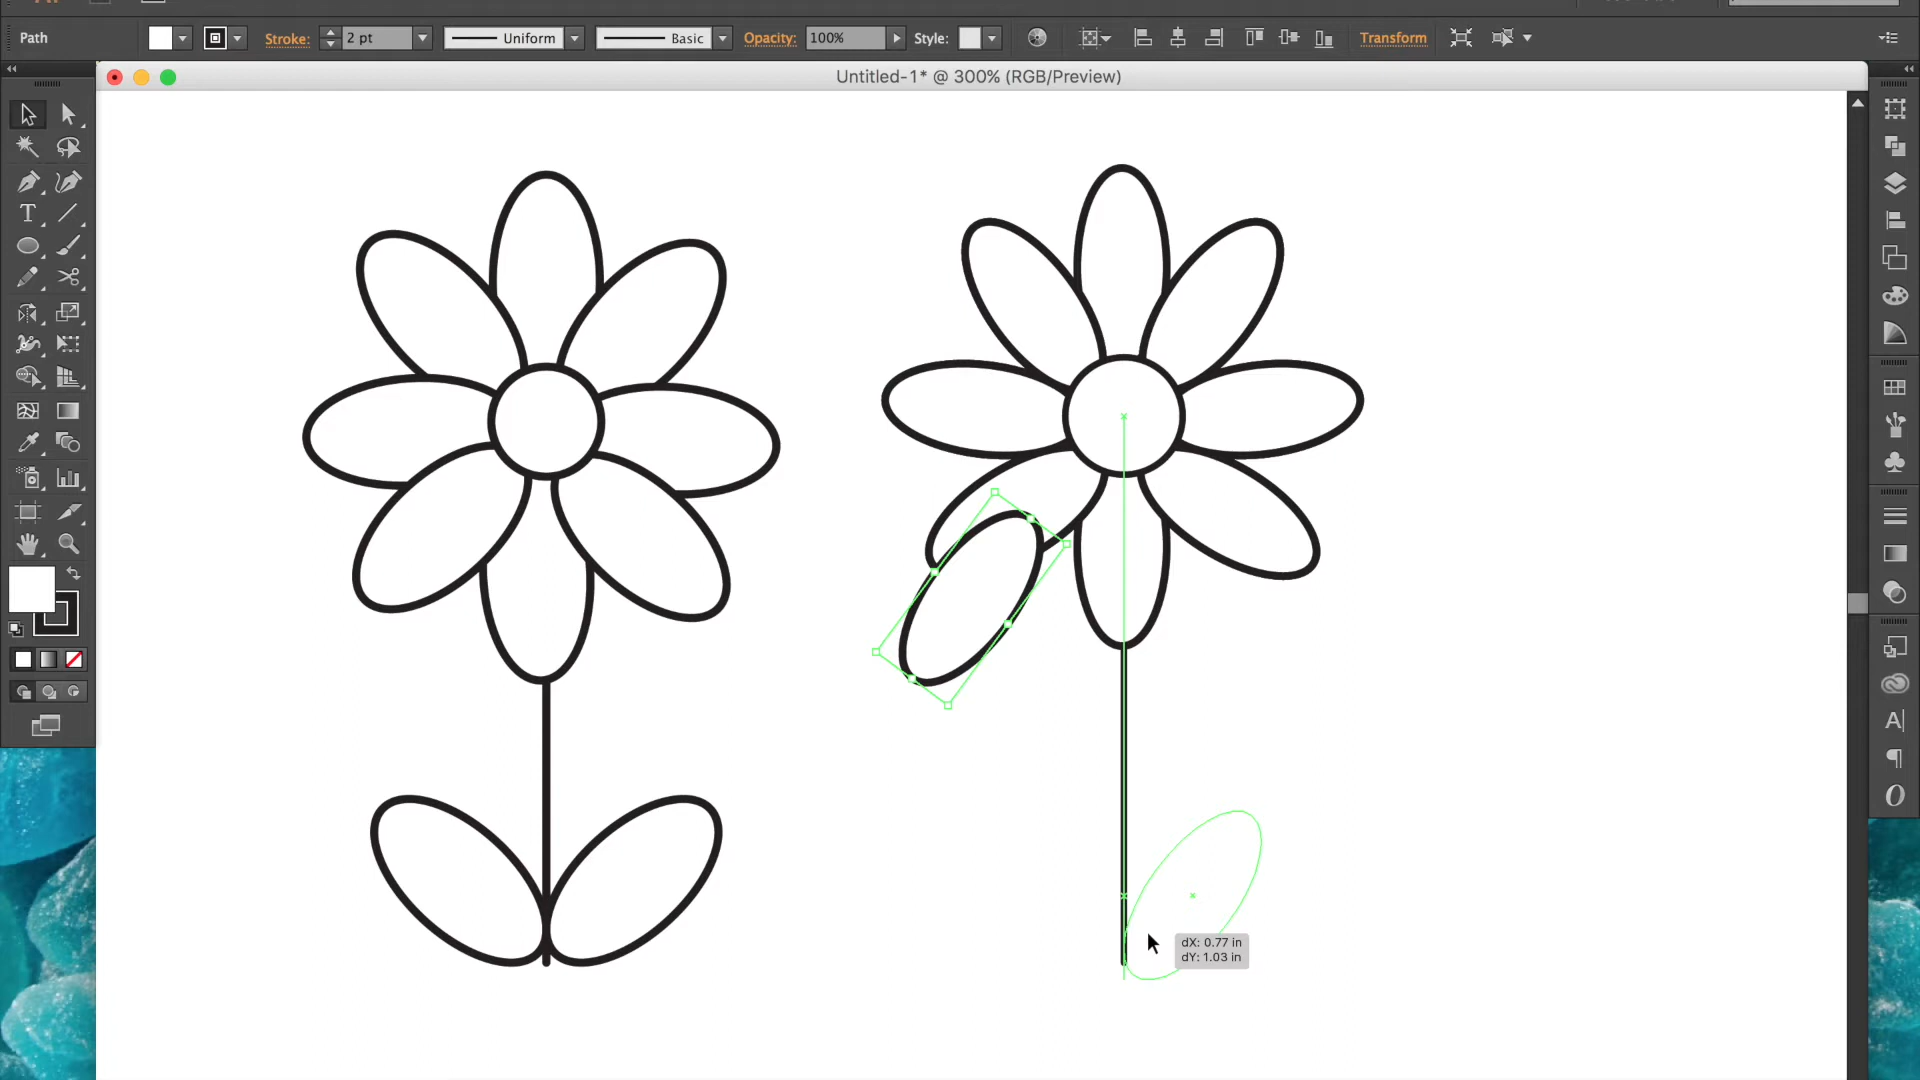 Path
Stroke:
2 pt
Uniform
Basic
Opacity:
100%
Style:
Transform
Untitled-1* @ 300% (RGB/Preview)
dX: 0.77 in
dY: 1.03 in